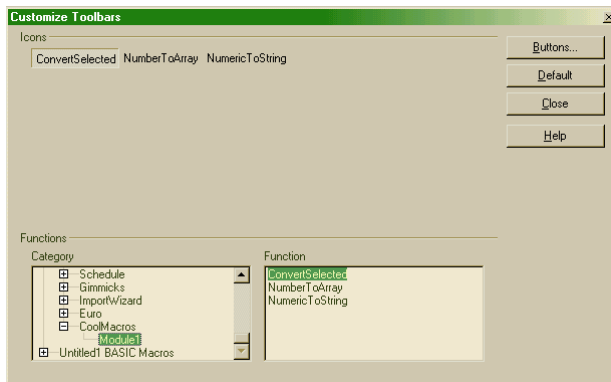 Customize Toolbars
Icons
ConvertSelected NumberToArray NumericToString
Buttons...
Default
Close
Help
Functions
Category
Schedule
Gimmicks
ImportWizard
Euro
CoolMacros
Module1
Untitled1 BASIC Macros
Function
ConvertSelected
NumberToArray
NumericToString